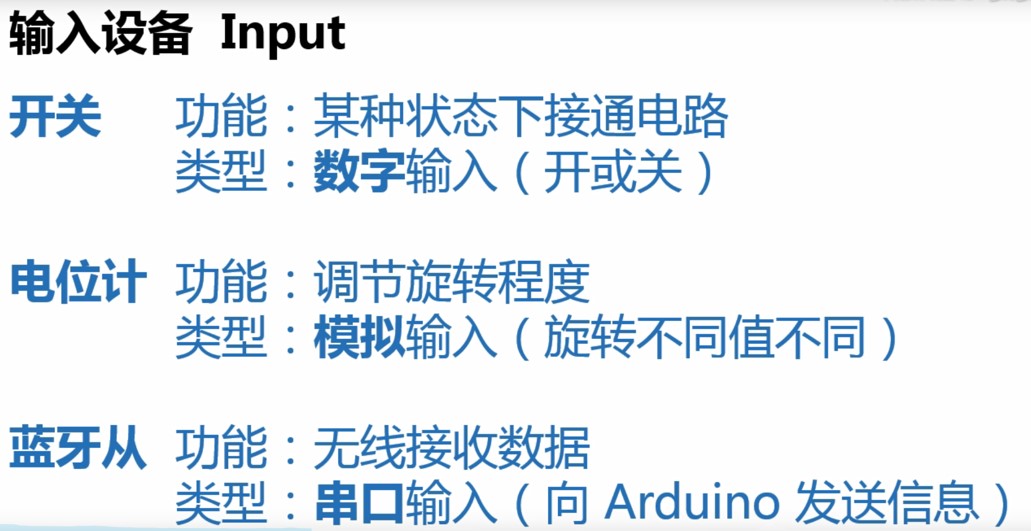 输入设备 Input
开关 功能：某种状态下接通电路
类型：数字输入（开或关）
电位计 功能：调节旋转程度
类型：模拟输入（旋转不同值不同）
蓝牙从 功能：无线接收数据
类型：串口输入（向 Arduino 发送信息）